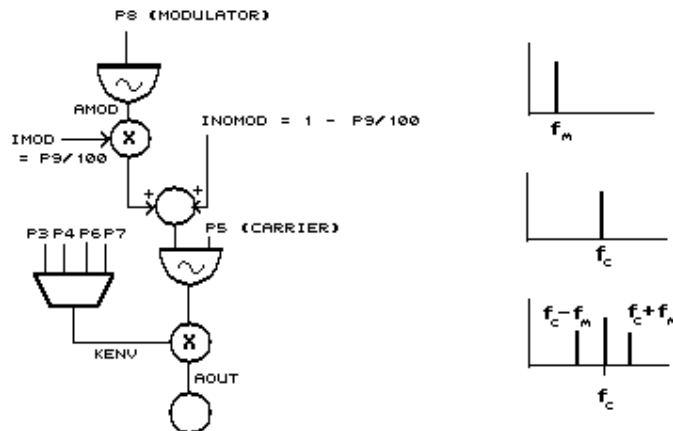 P8 (MODULATOR)
AMOD
X
IMOD
= P9/100
INOMOD = 1 - P9/100
+
+
P5 (CARRIER)
P3 P4 P6 P7
X
KENV
AOUT
fm
fc
fc-fm
fc+fm
fc